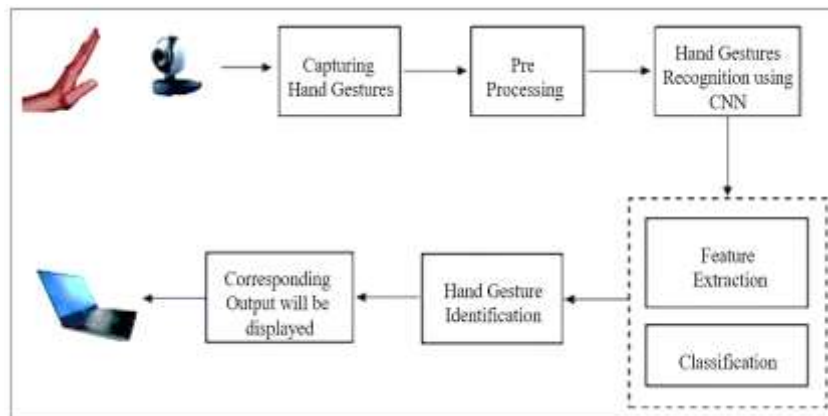 Capturing
Hand Gestures
Pre
Processing
Hand Gestures
Recognition using
CNN
Feature
Extraction
Classification
Hand Gesture
Identification
Corresponding
Output will be
displayed